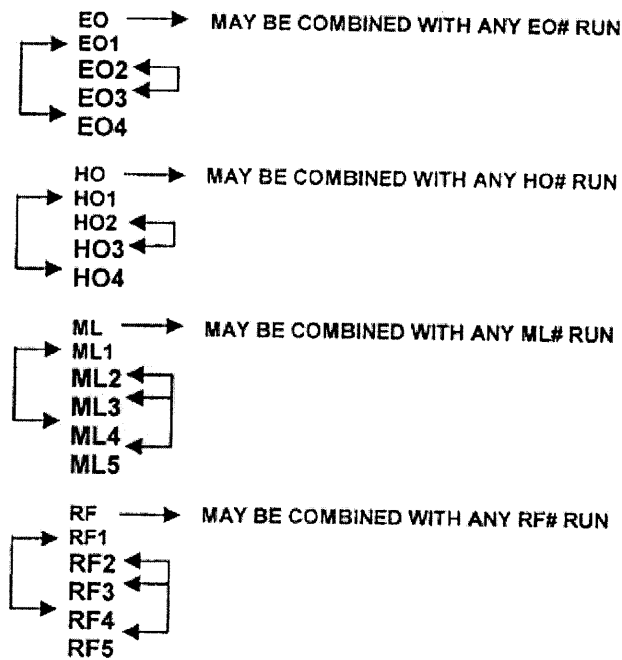 EO MAY BE COMBINED WITH ANY EO# RUN
EO1
EO2
EO3
EO4
HO MAY BE COMBINED WITH ANY HO# RUN
HO1
HO2
HO3
HO4
ML MAY BE COMBINED WITH ANY ML# RUN
ML1
ML2
ML3
ML4
ML5
RF MAY BE COMBINED WITH ANY RF# RUN
RF1
RF2
RF3
RF4
RF5